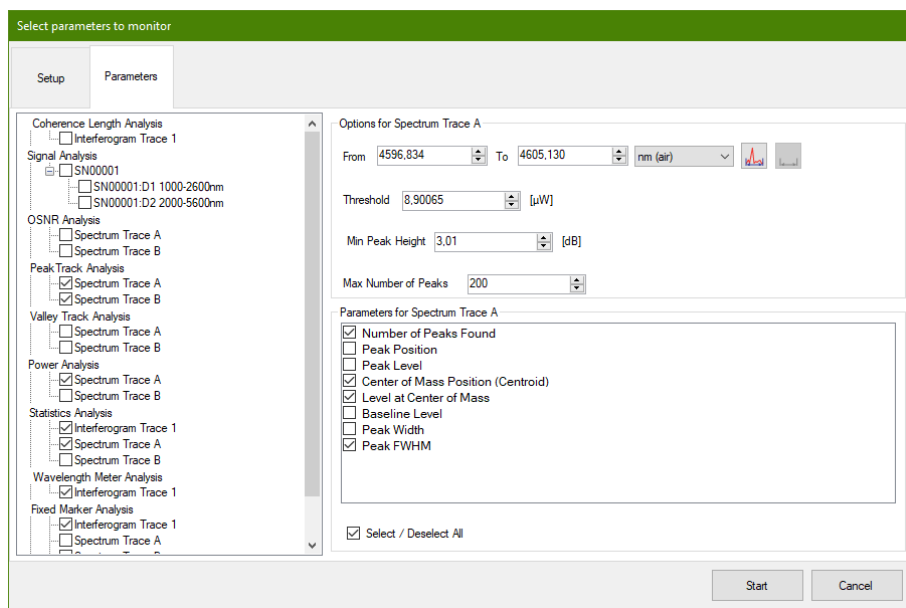 Select parameters to monitor
Setup
Parameters
Coherence Length Analysis
Interferogram Trace 1
Signal Analysis
SN00001
SN00001:D1 1000-2600nm
SN00001:D2 2000-5600nm
OSNR Analysis
Spectrum Trace A
Spectrum Trace B
PeakTrack Analysis
Spectrum Trace A
Spectrum Trace B
Valley Track Analysis
Spectrum Trace A
Spectrum Trace B
Power Analysis
Spectrum Trace A
Spectrum Trace B
Statistics Analysis
Interferogram Trace 1
Spectrum Trace A
Spectrum Trace B
Wavelength Meter Analysis
Interferogram Trace 1
Fixed Marker Analysis
Interferogram Trace 1
Spectrum Trace A
Options for Spectrum Trace A
From 4596,834 To 4605,130 nm (air)
Threshold 8,90065 [µW]
Min Peak Height 3,01 [dB]
Max Number of Peaks 200
Parameters for Spectrum Trace A
Number of Peaks Found
Peak Position
Peak Level
Center of Mass Position (Centroid)
Level at Center of Mass
Baseline Level
Peak Width
Peak FWHM
Select / Deselect All
Start
Cancel